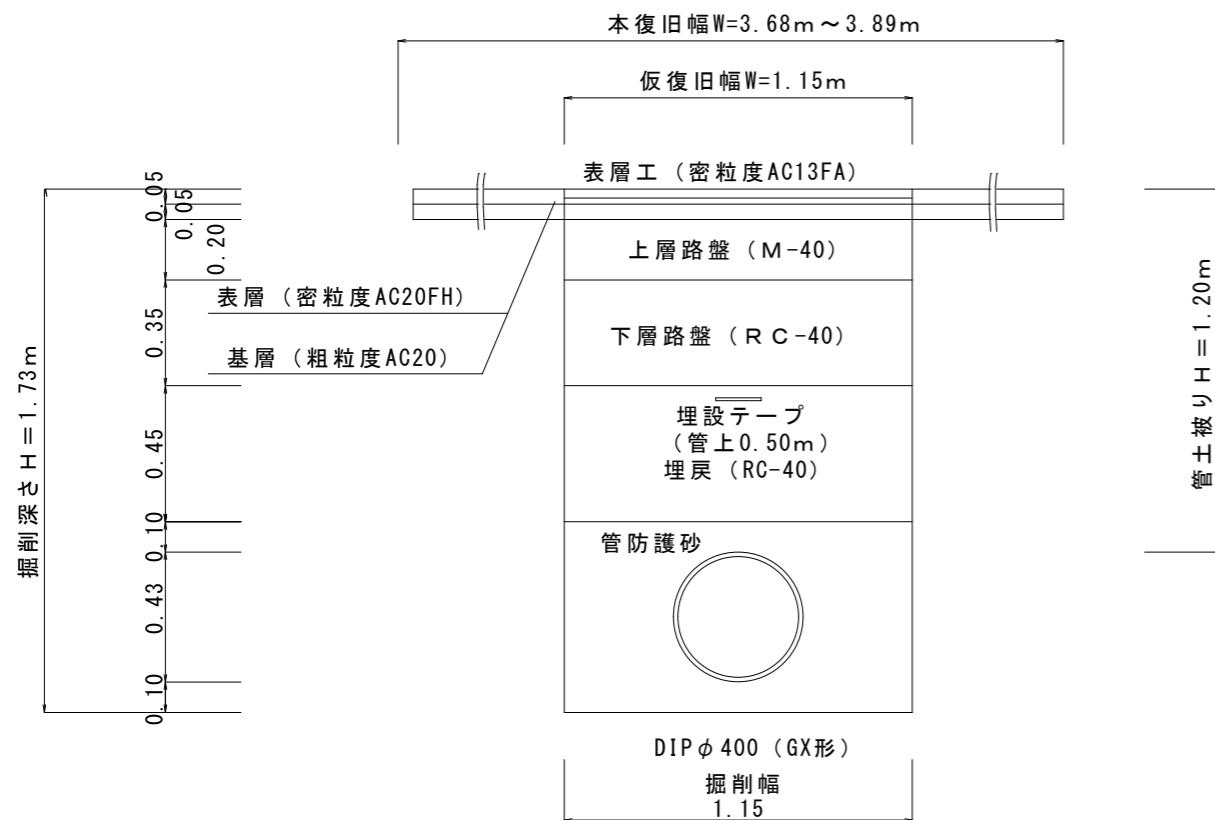 本復旧幅W=3.68m～3.89m
仮復旧幅W=1.15m
表層工（密粒度AC13FA）
0.05
0.05
0.20
上層路盤（M-40）
表層（密粒度AC20FH）
0.35
下層路盤（RC-40）
基層（粗粒度AC20）
掘削深さH=1.73m
管土被りH=1.20m
0.45
埋設テープ
（管上0.50m）
埋戻（RC-40）
0.10
管防護砂
0.43
0.10
DIPφ400（GX形）
掘削幅
1.15